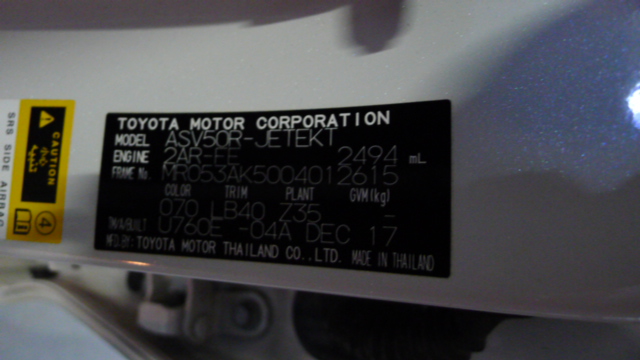 TOYOTA MOTOR CORPORATION
MODEL ASV50R-JETEKT
ENGINE 2AR-FE 2494 mL
FRAME No. MR053AK5004012615
COLOR TRIM PLANT GVM(kg)
070 LB40 Z35 -
TM/A/BUILT U760E -04A DEC 17
MFD.BY: TOYOTA MOTOR THAILAND CO.,LTD. MADE IN THAILAND
CAUTION
SRS SIDE AIRBAG
4